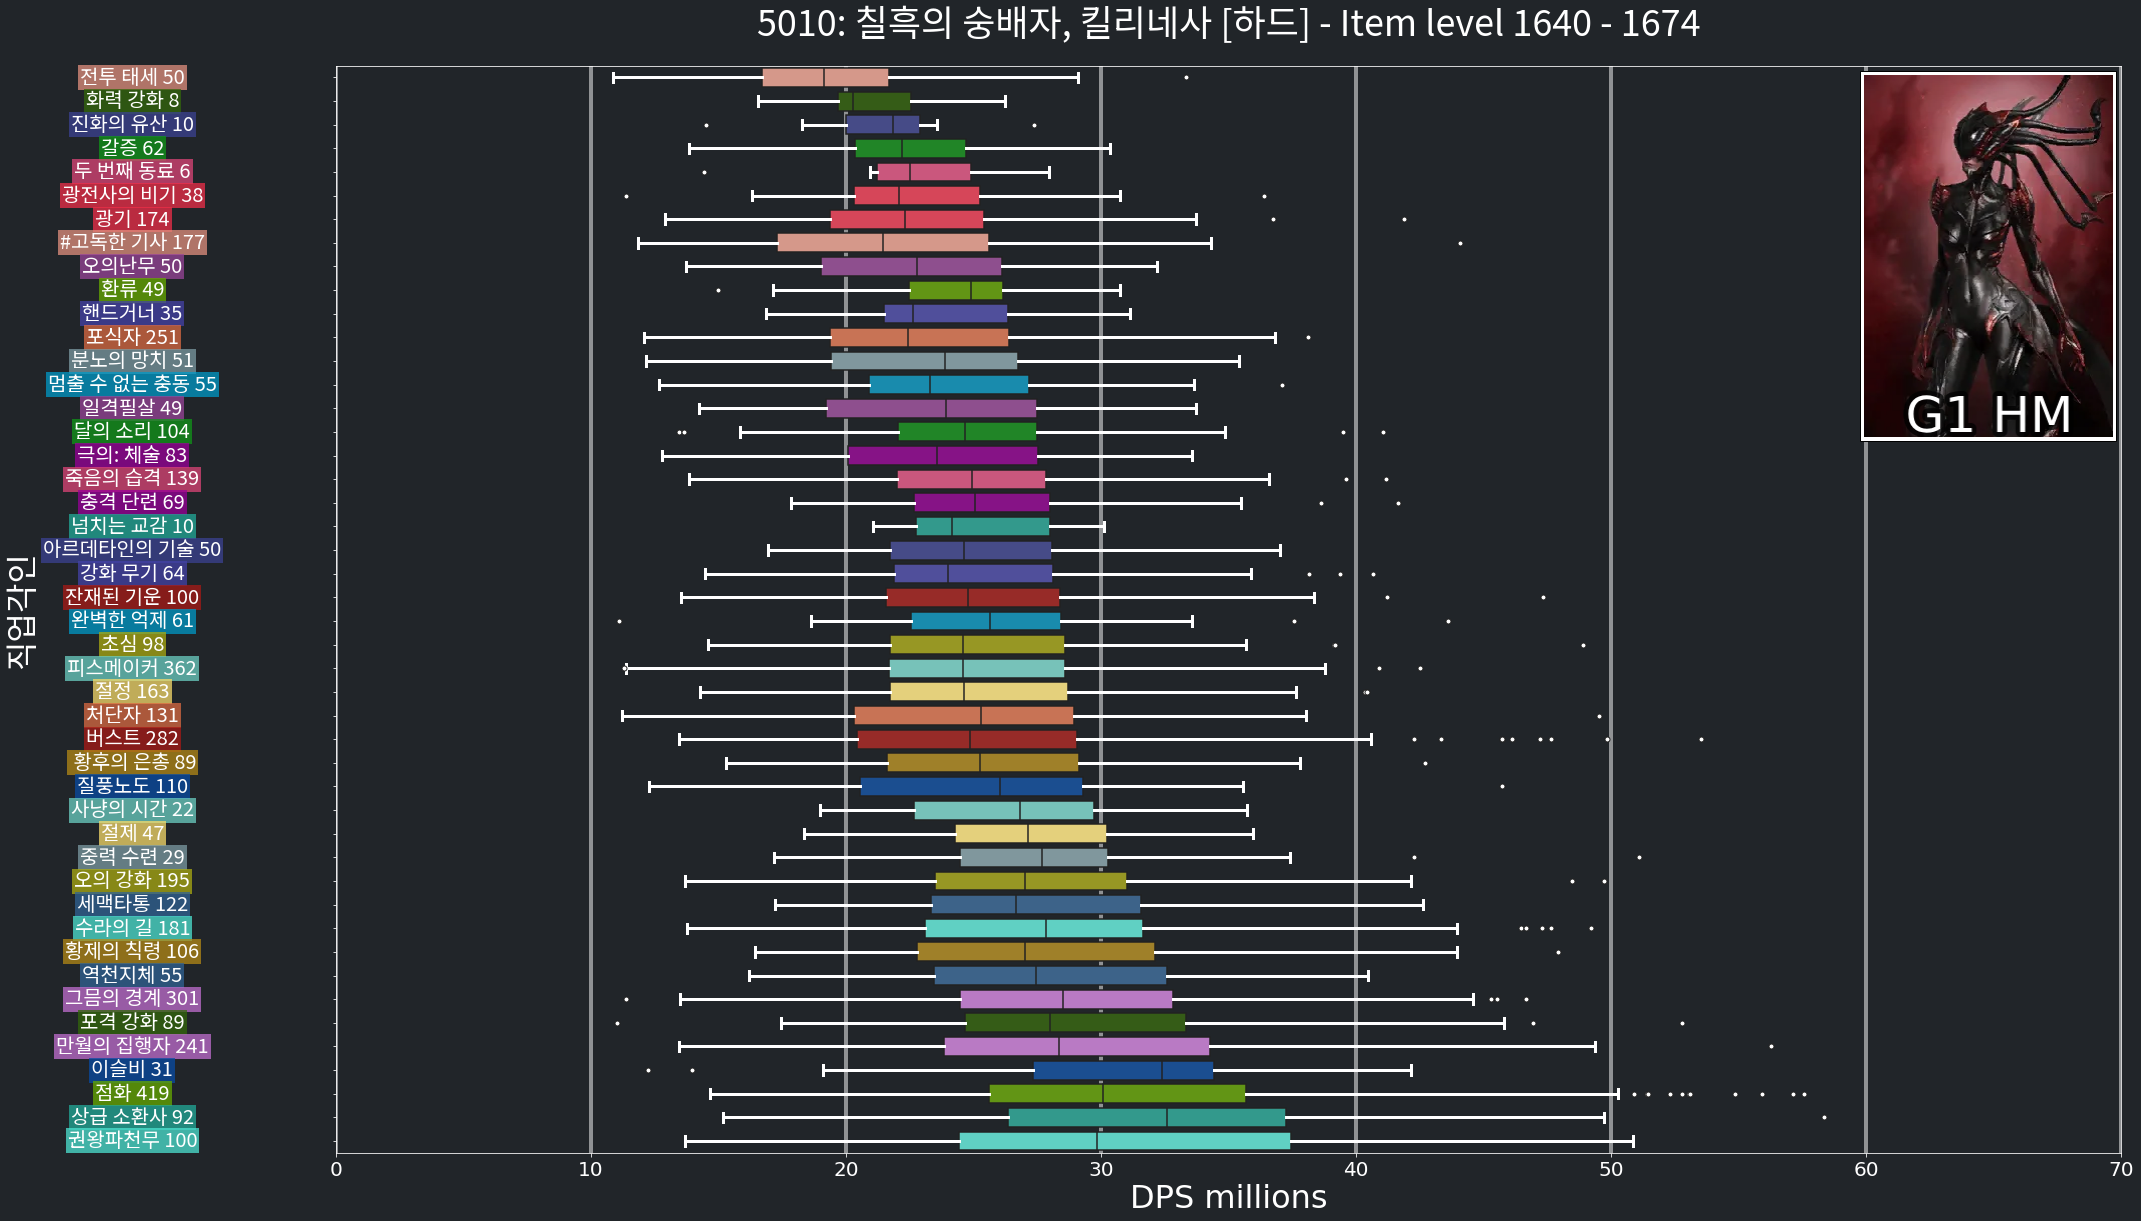 5010: 칠흑의 숭배자, 킬리네사 [하드] - Item level 1640 - 1674
전투 태세 50
화력 강화 8
진화의 유산 10
갈증 62
두 번째 동료 6
광전사의 비기 38
광기 174
#고독한 기사 177
오의난무 50
환류 49
핸드거너 35
포식자 251
분노의 망치 51
멈출 수 없는 충동 55
일격필살 49
달의 소리 104
극의: 체술 83
죽음의 습격 139
충격 단련 69
넘치는 교감 10
아르데타인의 기술 50
강화 무기 64
잔재된 기운 100
완벽한 억제 61
초심 98
피스메이커 362
절정 163
처단자 131
버스트 282
황후의 은총 89
질풍노도 110
사냥의 시간 22
절제 47
중력 수련 29
오의 강화 195
세맥타통 122
수라의 길 181
황제의 칙령 106
역천지체 55
그믐의 경계 301
포격 강화 89
만월의 집행자 241
이슬비 31
점화 419
상급 소환사 92
권왕파천무 100
직업각인
G1 HM
0 10 20 30 40 50 60 70
DPS millions